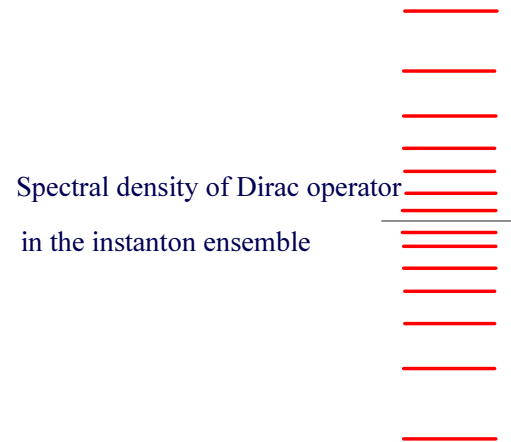 Spectral density of Dirac operator
in the instanton ensemble